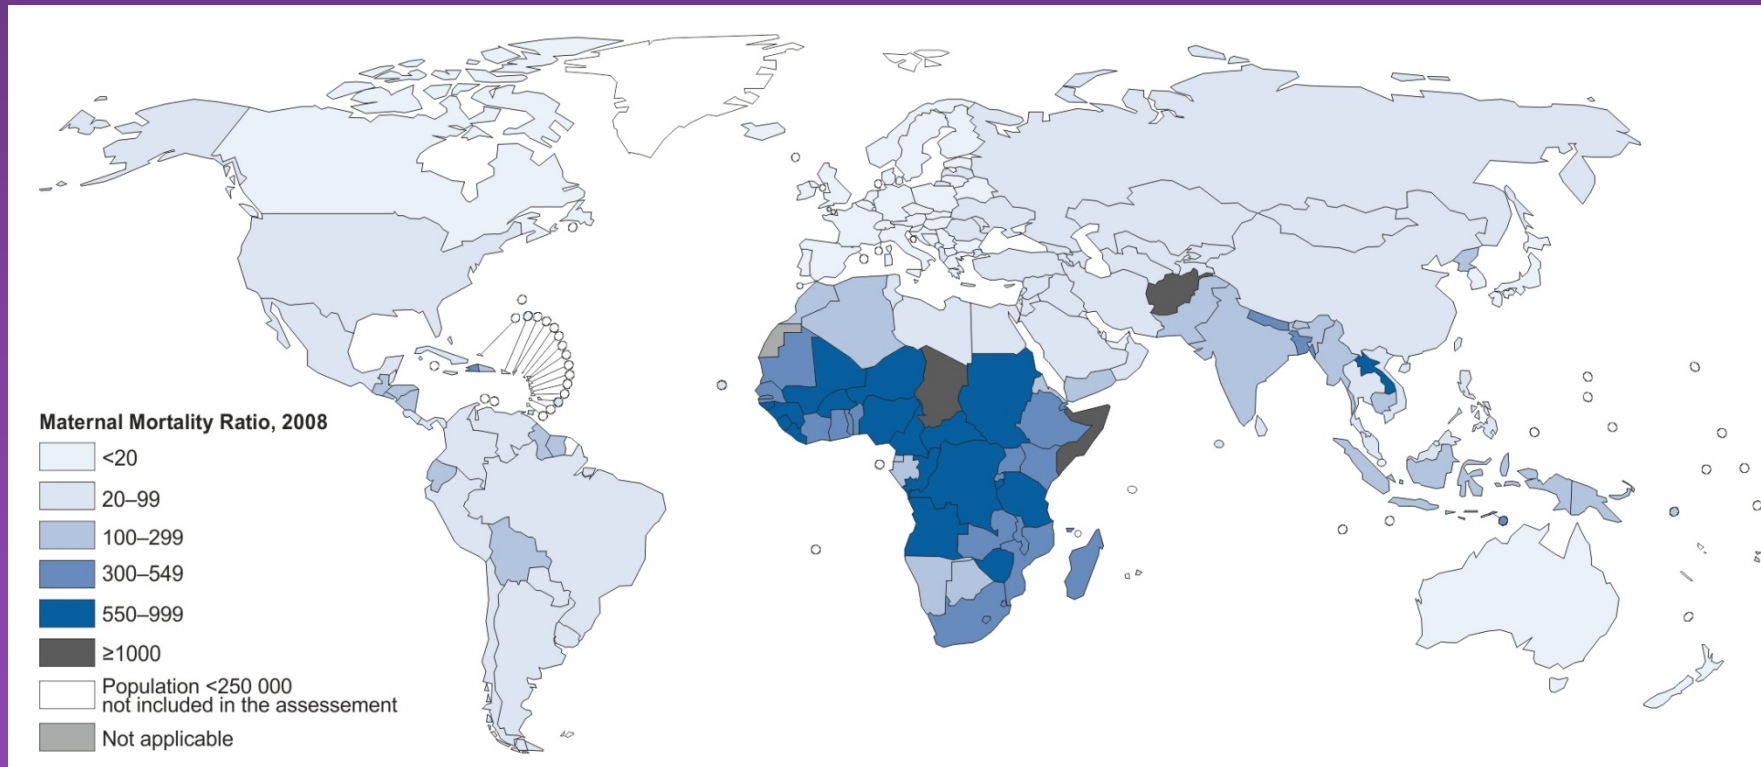 Maternal Mortality Ratio, 2008
<20
20–99
100–299
300–549
550–999
≥1000
Population <250 000
not included in the assessement
Not applicable